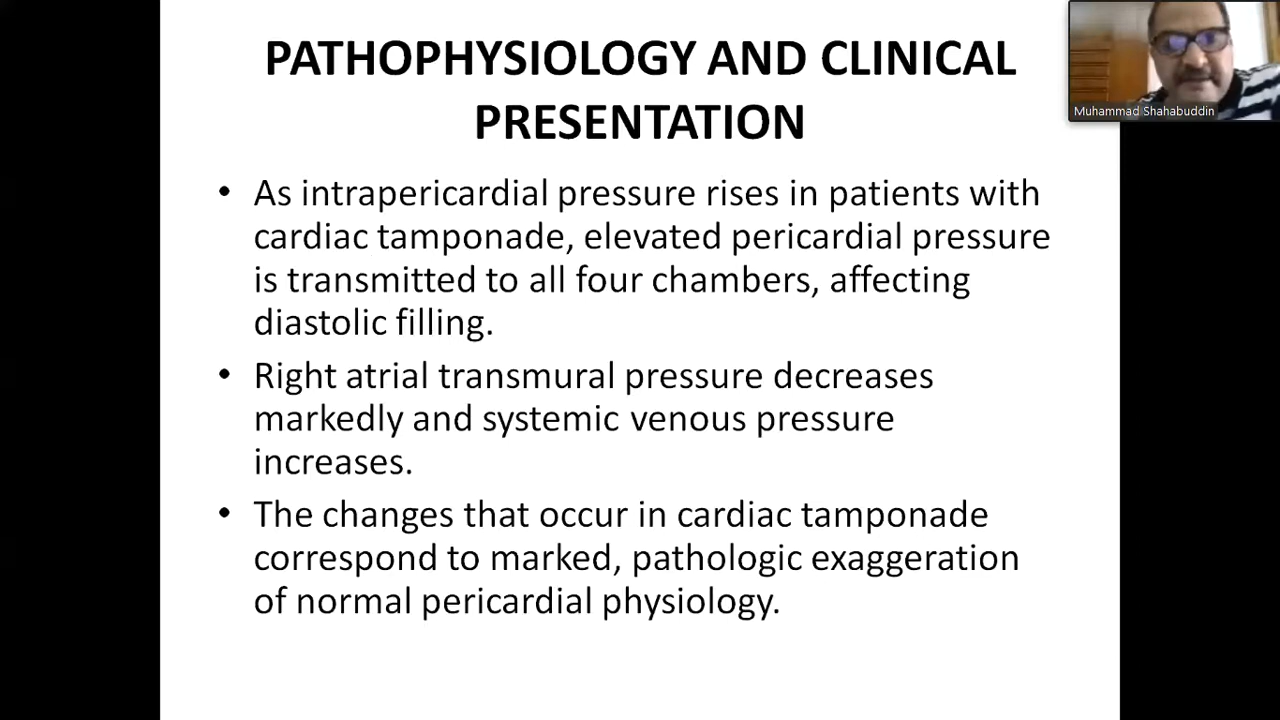 PATHOPHYSIOLOGY AND CLINICAL
PRESENTATION
Muhammad Shahabuddin
• As intrapericardial pressure rises in patients with
cardiac tamponade, elevated pericardial pressure
is transmitted to all four chambers, affecting
diastolic filling.
• Right atrial transmural pressure decreases
markedly and systemic venous pressure
increases.
• The changes that occur in cardiac tamponade
correspond to marked, pathologic exaggeration
of normal pericardial physiology.